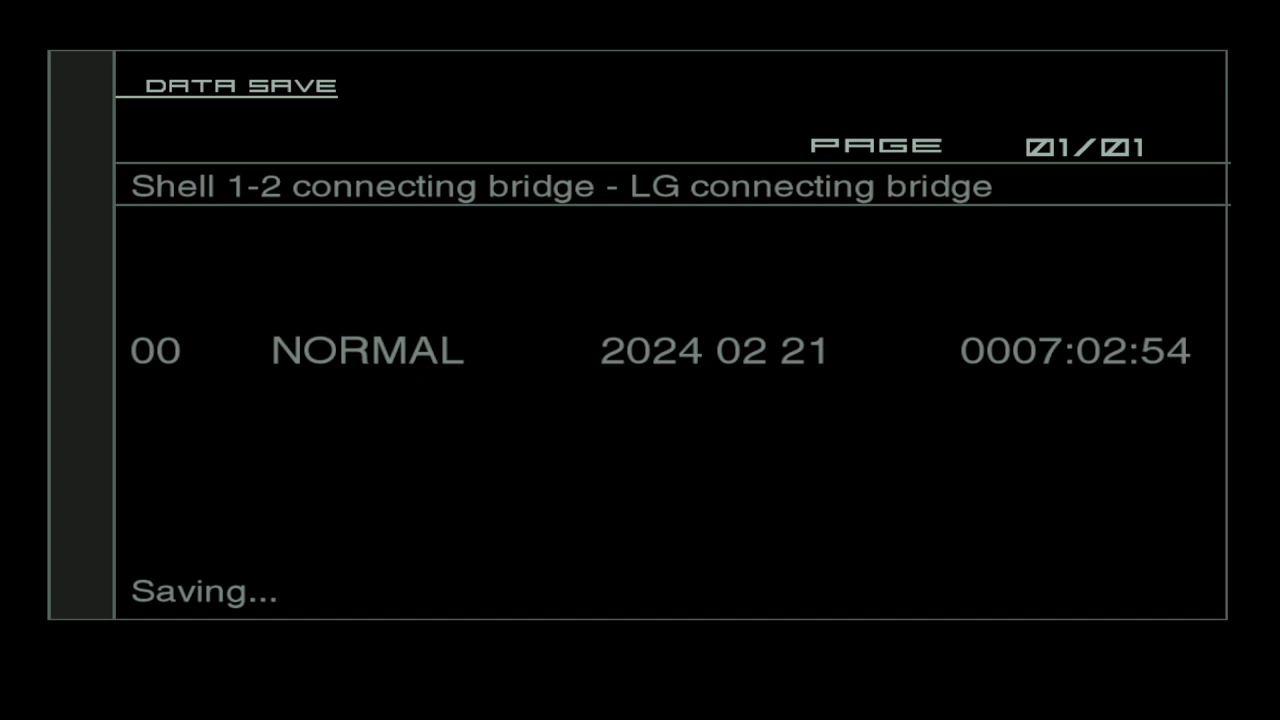 DATA SAVE
PAGE 01/01
Shell 1-2 connecting bridge - LG connecting bridge
00 NORMAL 2024 02 21 0007:02:54
Saving...